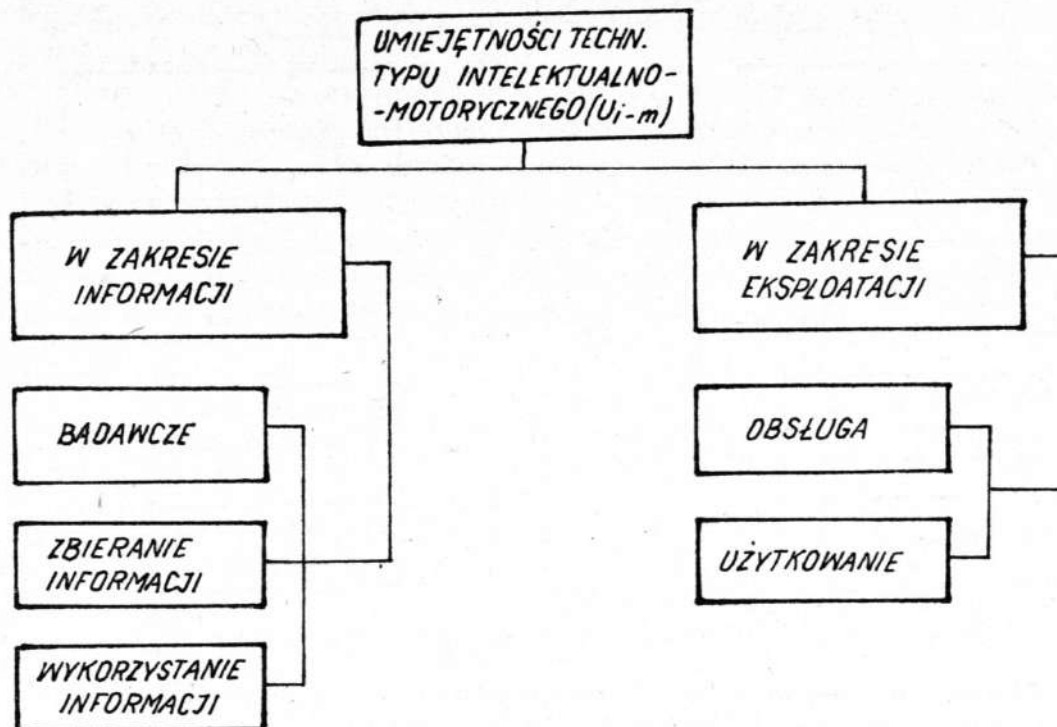 UMIEJĘTNOŚCI TECHN.
TYPU INTELEKTUALNO-
-MOTORYCZNEGO (Ui-m)
W ZAKRESIE
INFORMACJI
W ZAKRESIE
EKSPLOATACJI
BADAWCZE
OBSŁUGA
ZBIERANIE
INFORMACJI
UŻYTKOWANIE
WYKORZYSTANIE
INFORMACJI